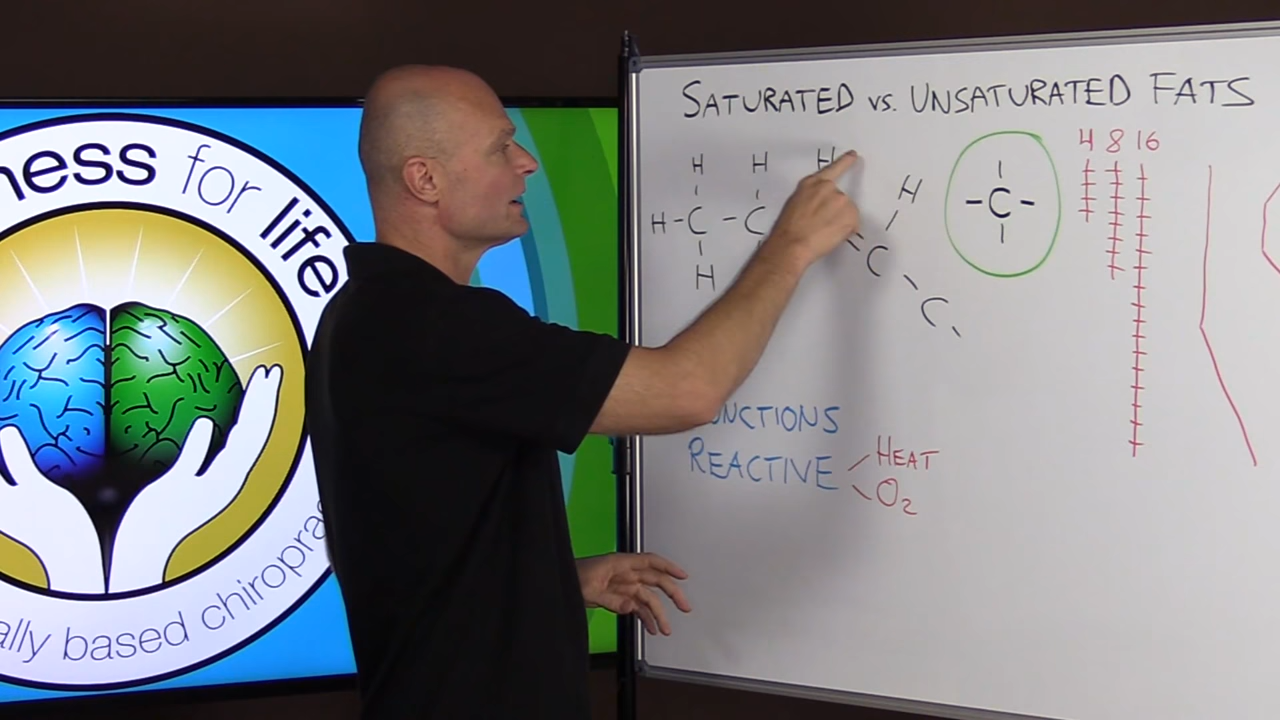 ness for life
ally based chiropra
SATURATED vs. UNSATURATED FATS
4 8 16
H H H
H
H-C-C
=C
-C-
H
C
UNCTIONS
REACTIVE
HEAT
O₂